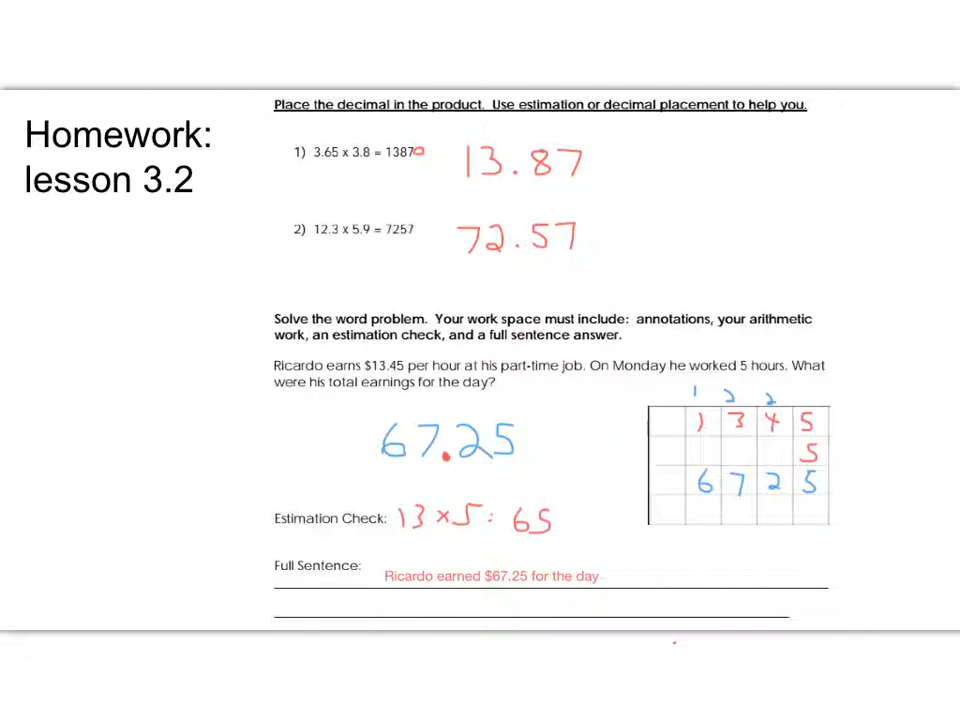 Homework:
lesson 3.2
Place the decimal in the product. Use estimation or decimal placement to help you.
1) 3.65 x 3.8 = 13870
13.87
2) 12.3 x 5.9 = 7257
72.57
Solve the word problem. Your work space must include: annotations, your arithmetic
work, an estimation check, and a full sentence answer.
Ricardo earns $13.45 per hour at his part-time job. On Monday he worked 5 hours. What
were his total earnings for the day?
1 2 2
1 3 4 5
5
6 7 2 5
67.25
Estimation Check: 13 x 5 : 65
Full Sentence:
Ricardo earned $67.25 for the day